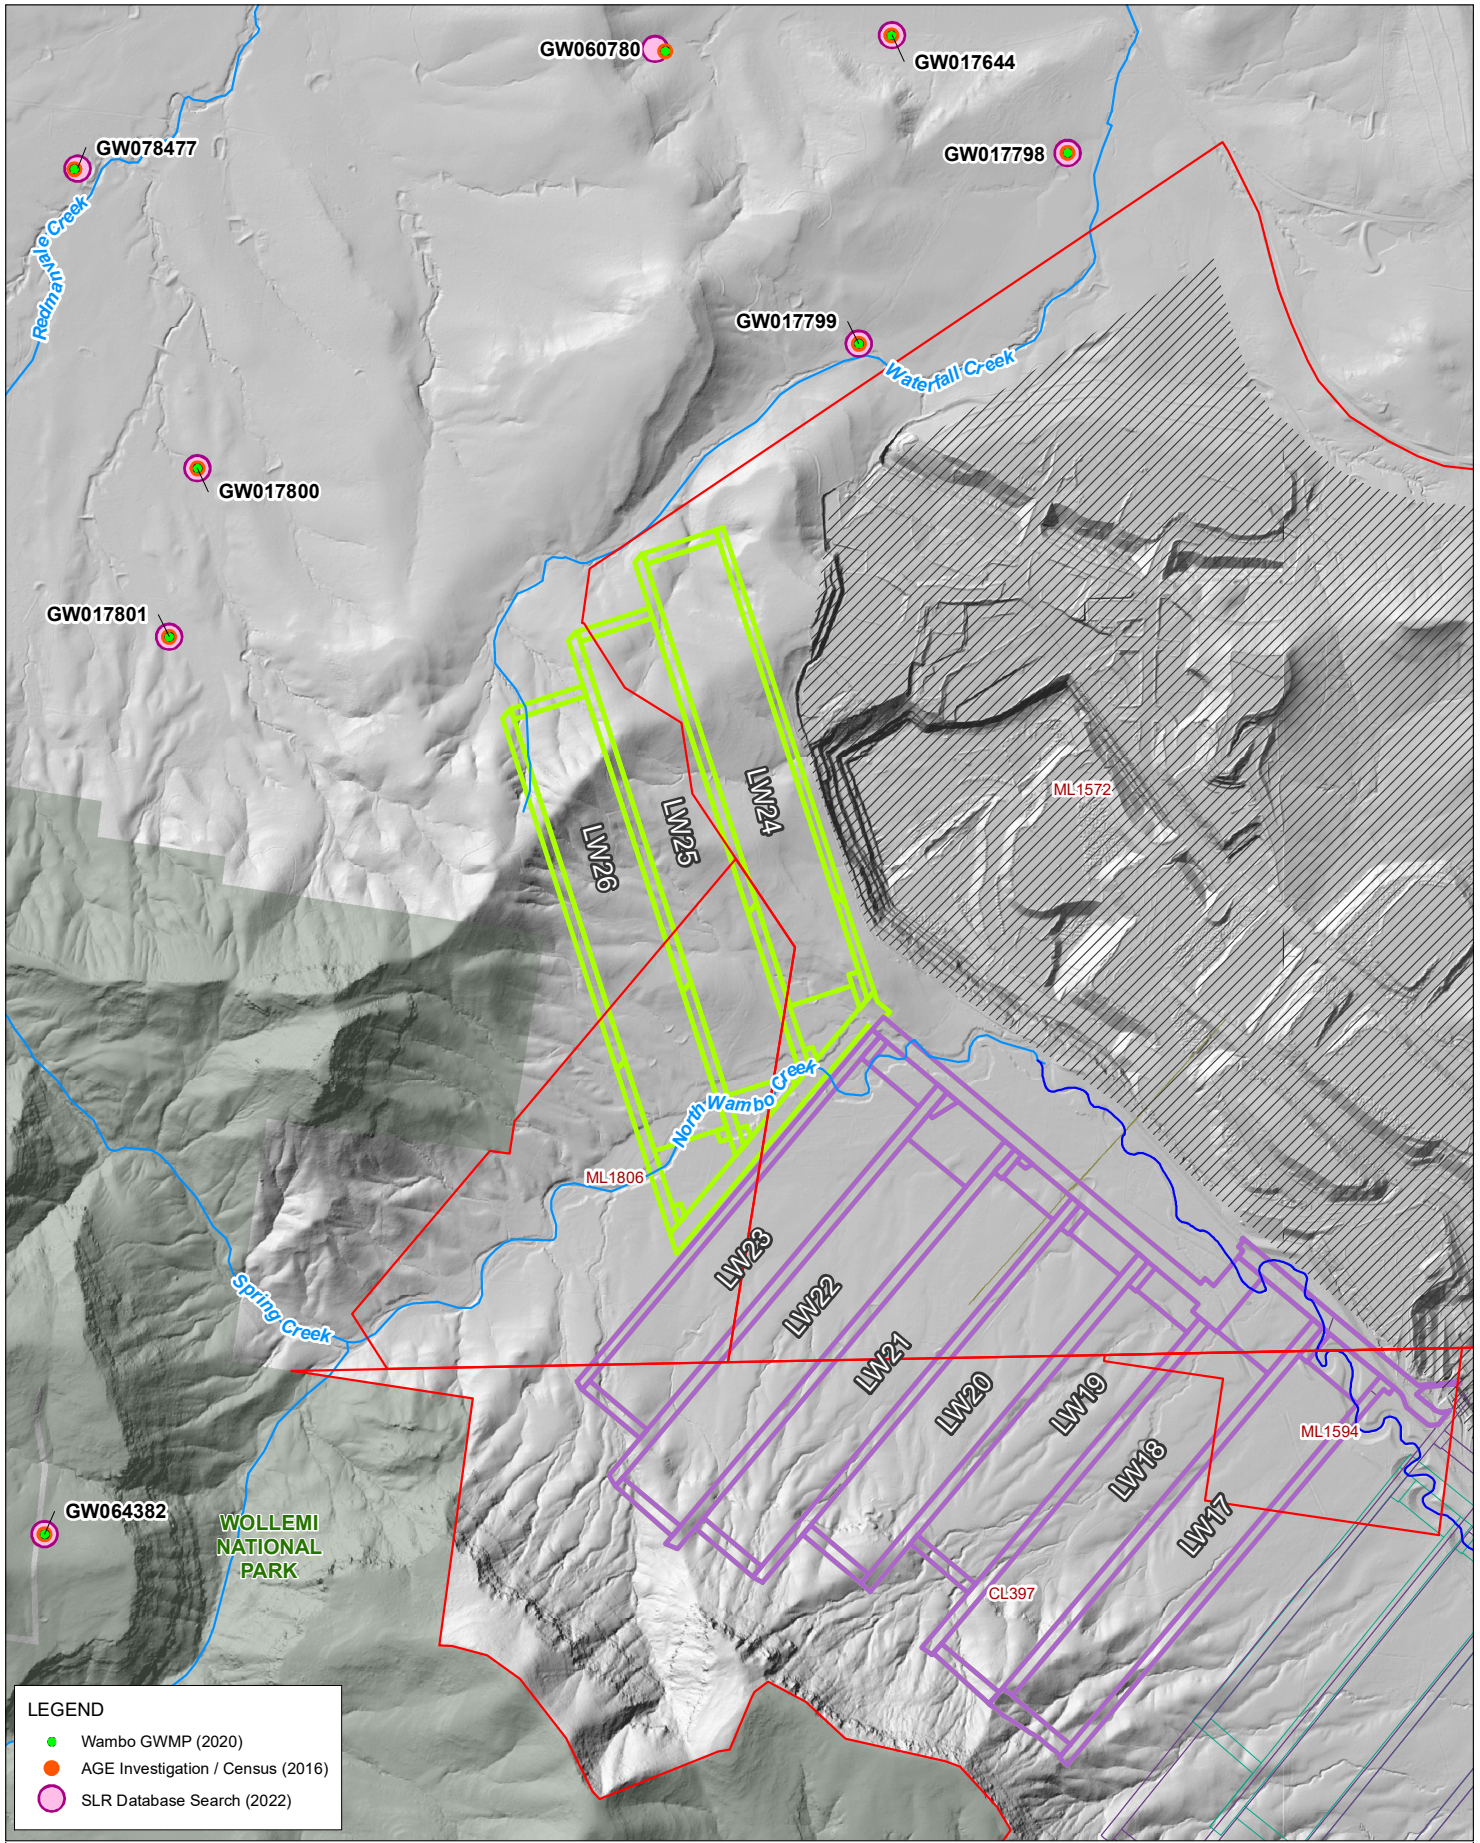 GW060780
GW017644
GW078477
GW017798
Redmanvale Creek
GW017799
Waterfall Creek
GW017800
GW017801
LW24
ML1572
LW25
LW26
North Wambo Creek
ML1806
LW23
Spring Creek
LW22
LW21
LW20
LW19
ML1594
LW18
GW064382
LW17
WOLLEMI
NATIONAL
PARK
CL397
LEGEND
Wambo GWMP (2020)
AGE Investigation / Census (2016)
SLR Database Search (2022)